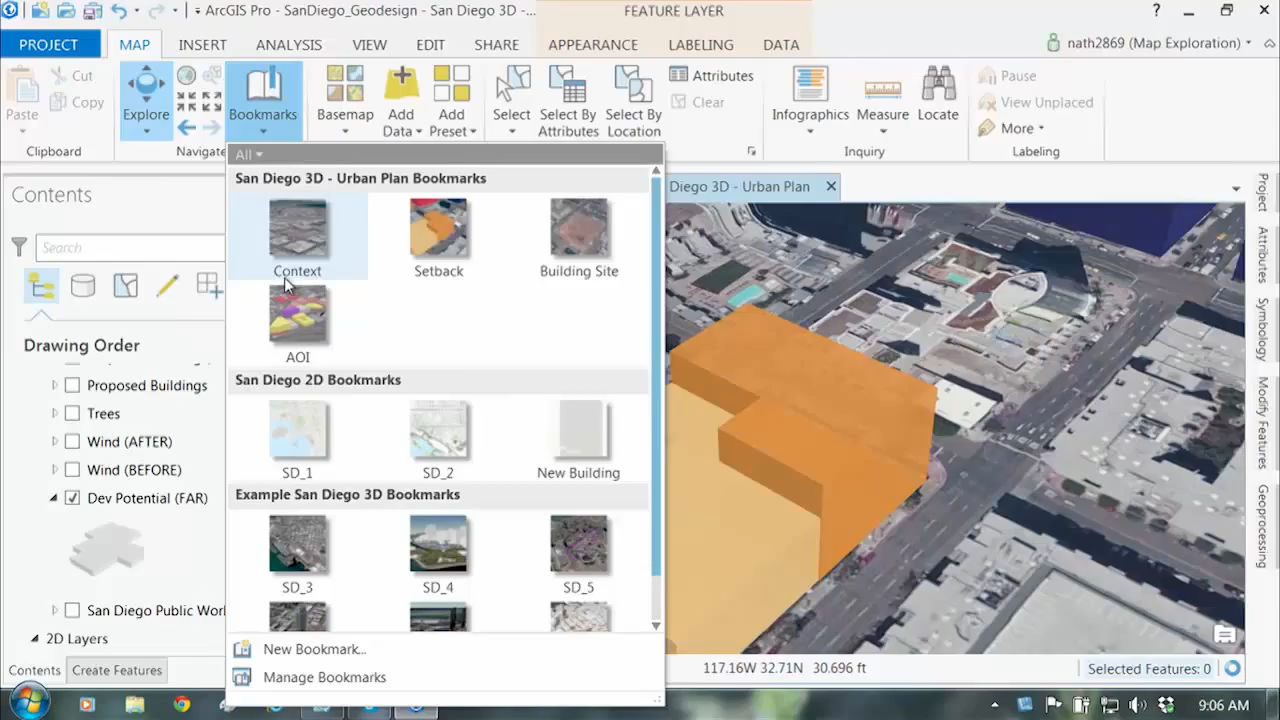 ArcGIS Pro - SanDiego_Geodesign - San Diego 3D -...
FEATURE LAYER
?
PROJECT
MAP
INSERT
ANALYSIS
VIEW
EDIT
SHARE
APPEARANCE
LABELING
DATA
nath2869 (Map Exploration)
Paste
Cut
Copy
Clipboard
Explore
Navigate
Bookmarks
Basemap
Add Data
Add Preset
Select
Select By Attributes
Select By Location
Attributes
Clear
Infographics
Measure
Locate
Inquiry
Pause
View Unplaced
More
Labeling
Contents
Search
Drawing Order
Proposed Buildings
Trees
Wind (AFTER)
Wind (BEFORE)
Dev Potential (FAR)
San Diego Public Wor
2D Layers
Contents
Create Features
All
San Diego 3D - Urban Plan Bookmarks
Context
Setback
Building Site
AOI
San Diego 2D Bookmarks
SD_1
SD_2
New Building
Example San Diego 3D Bookmarks
SD_3
SD_4
SD_5
New Bookmark...
Manage Bookmarks
Diego 3D - Urban Plan
117.16W 32.71N 30.696 ft
Selected Features: 0
Project
Attributes
Symbology
Modify Features
Geoprocessing
9:06 AM